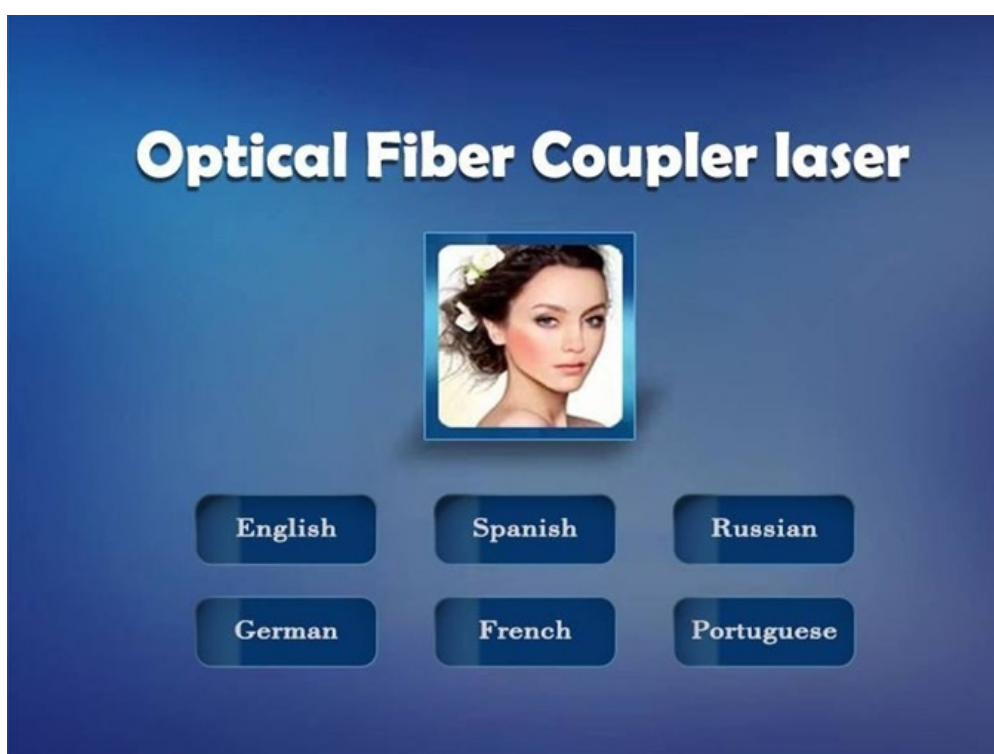 Optical Fiber Coupler laser
English
Spanish
Russian
German
French
Portuguese